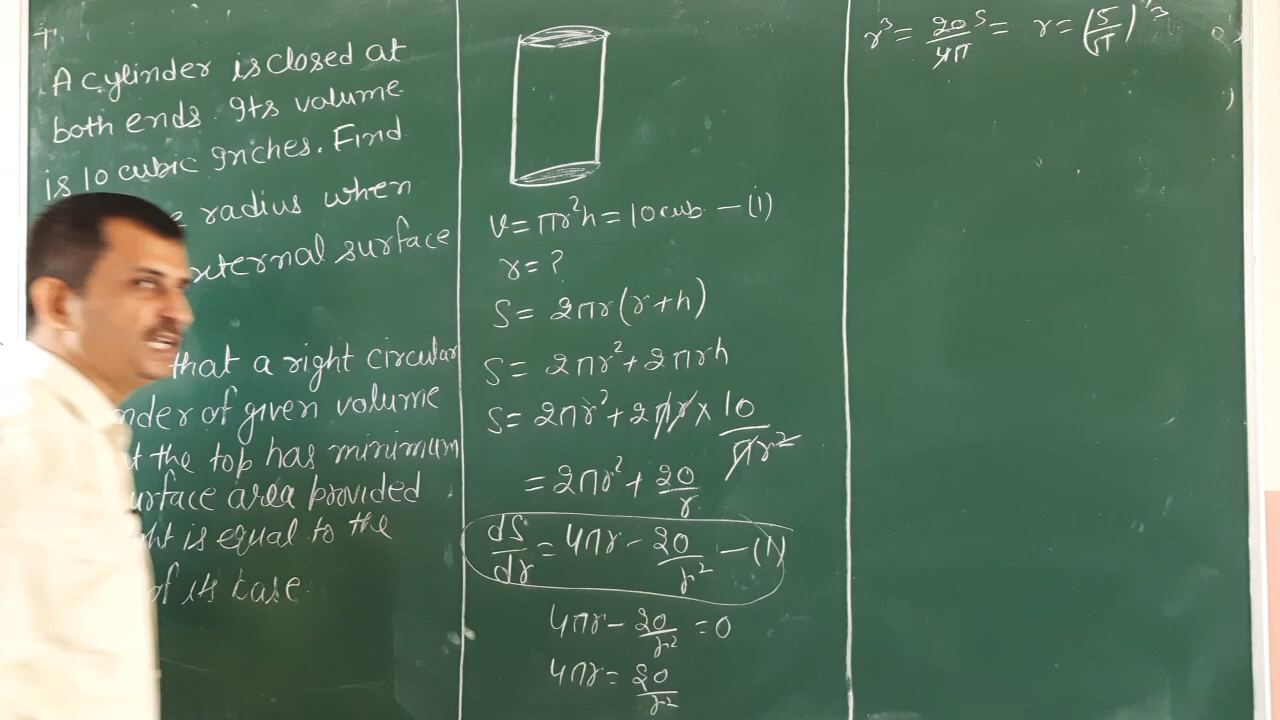 A cylinder is closed at
both ends. Its volume
is 10 cubic Inches. Find
radius when
xternal surface
that a right circular
nder of given volume
t the top has minimum
urface area provided
ht is equal to the
of its base.
V = πr²h = 10 cub — (1)
r = ?
S = 2πr(r+h)
S = 2πr² + 2πrh
S = 2πr² + 2πr × 10/πr²
= 2πr² + 20/r
dS/dr = 4πr - 20/r² — (1)
4πr - 20/r² = 0
4πr = 20/r²
r³ = 20/4π 5 = r = (5/π)^1/3